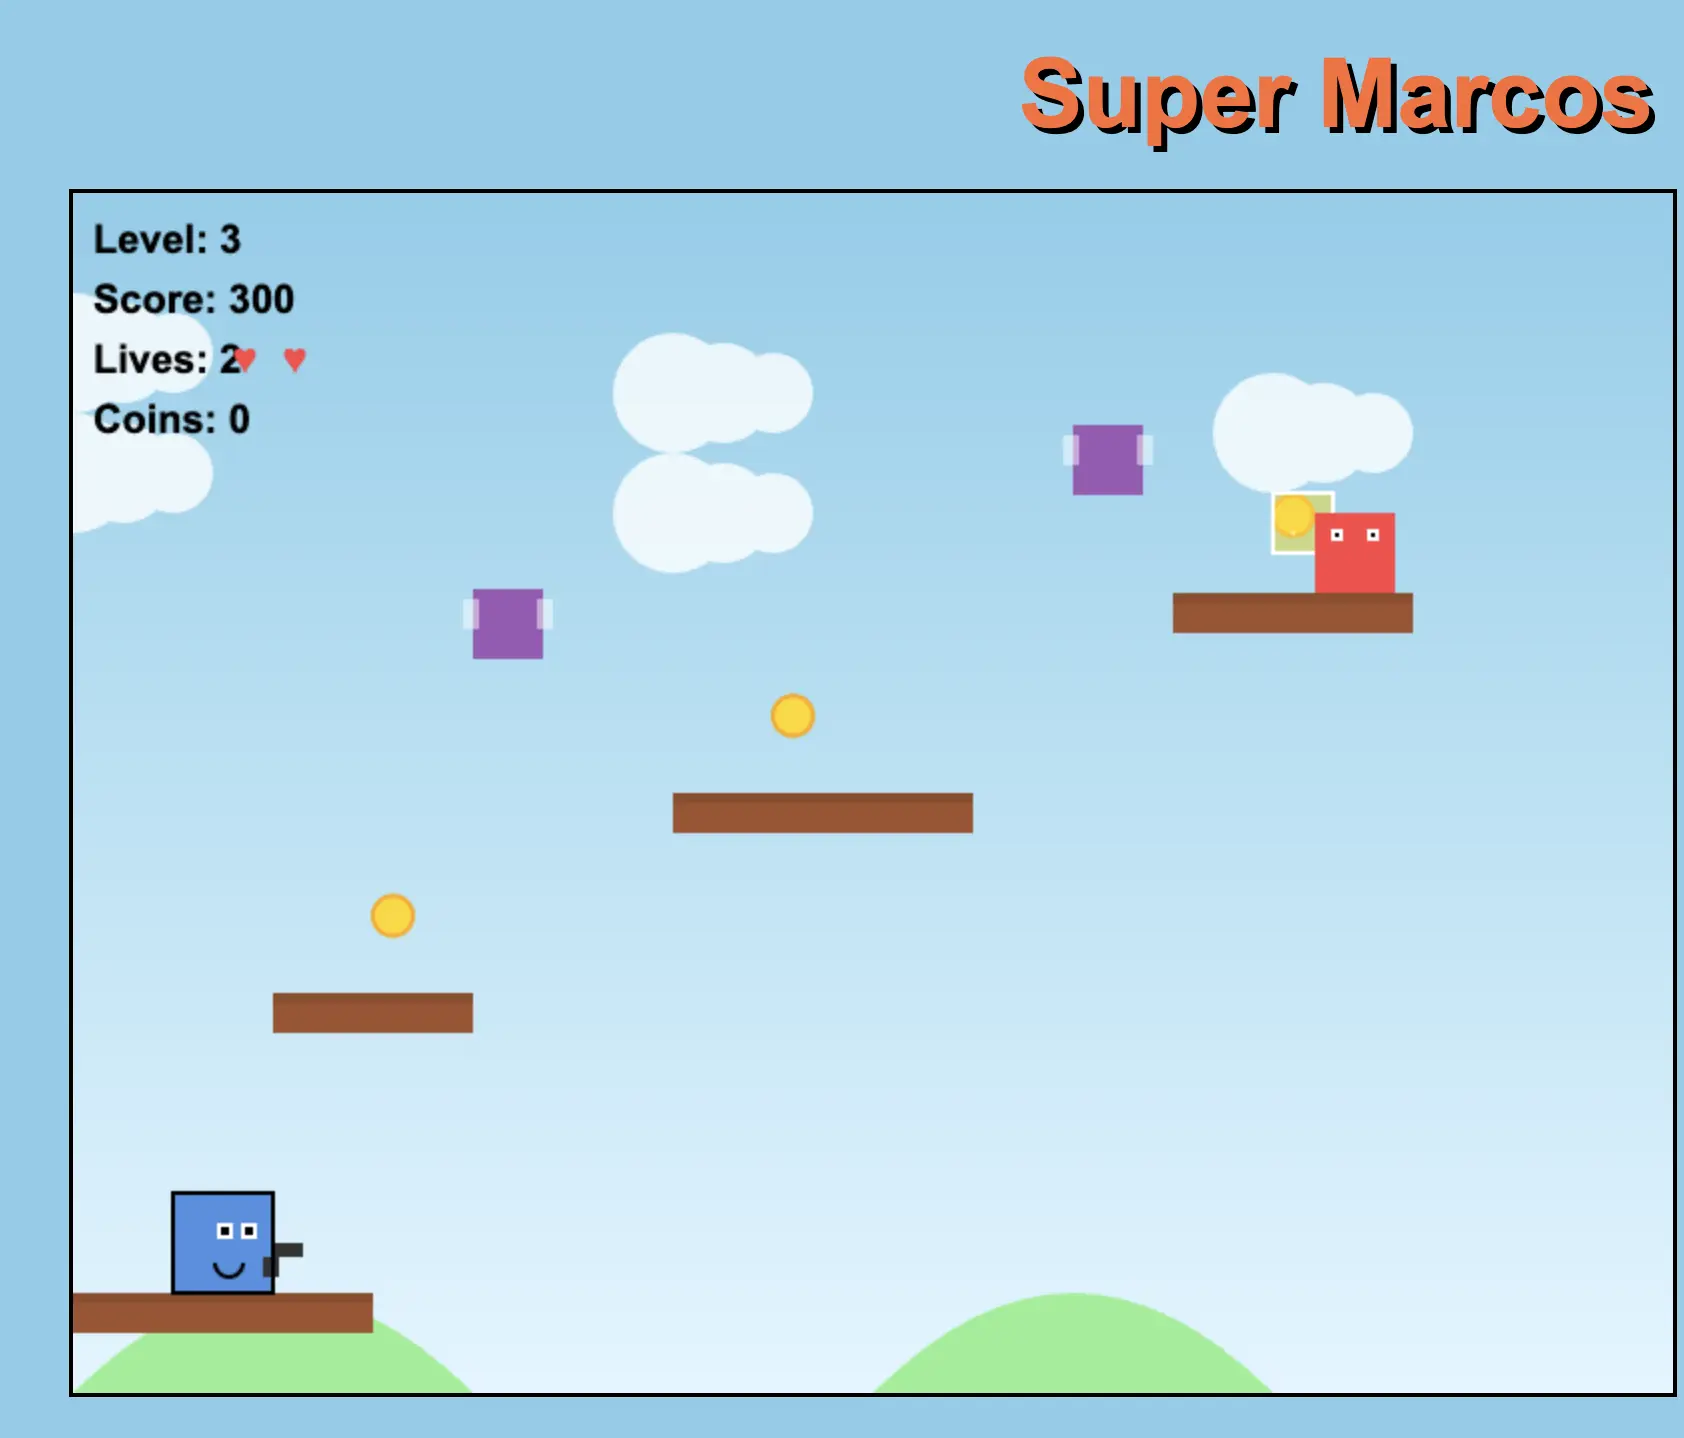 Super Marcos
Level: 3
Score: 300
Lives: 2♥ ♥
Coins: 0